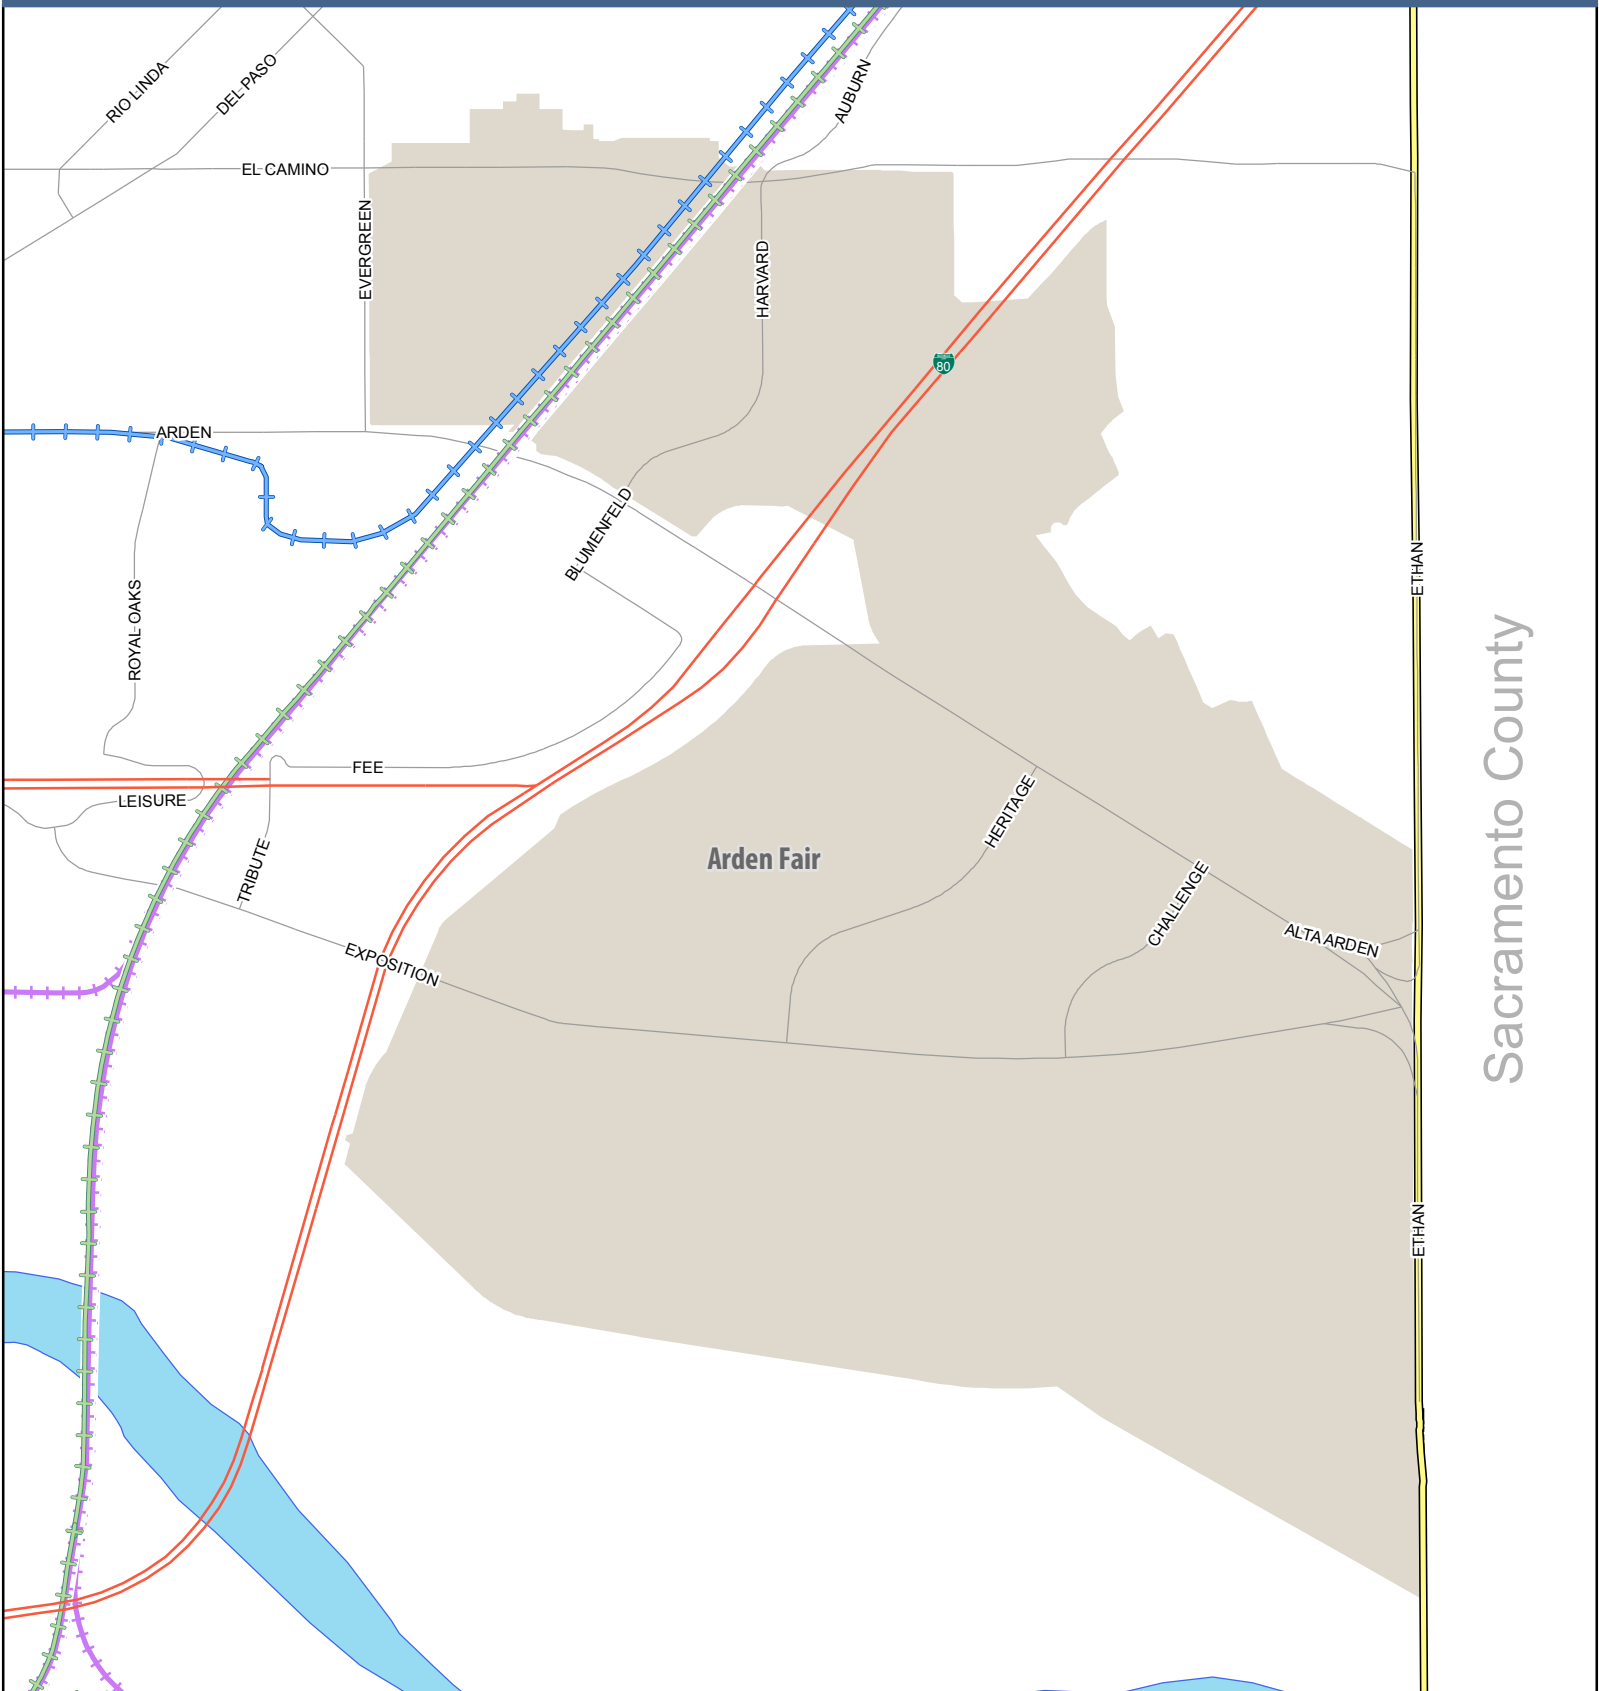 RIO LINDA
DEL PASO
AUBURN
EL CAMINO
EVERGREEN
HARVARD
80
ARDEN
BLUMENFELD
ETHAN
ROYAL OAKS
Sacramento County
FEE
LEISURE
HERITAGE
TRIBUTE
Arden Fair
CHALLENGE
ALTA ARDEN
EXPOSITION
ETHAN